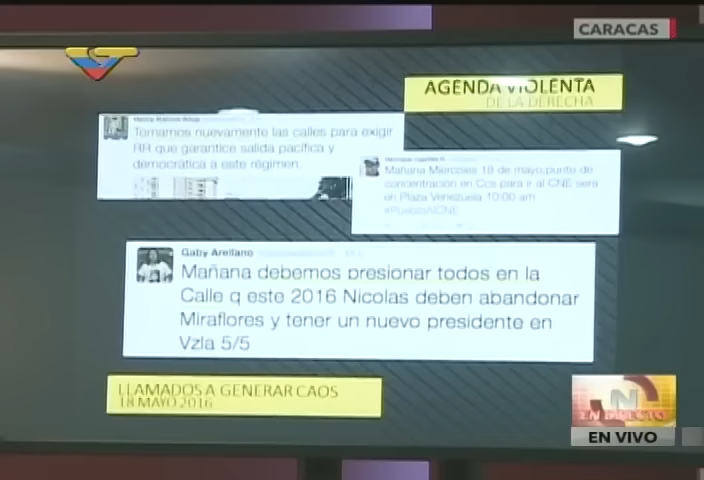 CARACAS
AGENDA VIOLENTA
DE LA DERECHA
Tomamos nuevamente las calles para exigir
RR que garantice salida pacífica y
democrática a este régimen.
Mañana Miercoles 18 de mayo,punto de
concentración en Ccs para ir al CNE sera
en Plaza Venezuela 10:00 am
#PuebloAlCNE
Gaby Arellano
Mañana debemos presionar todos en la
Calle q este 2016 Nicolas deben abandonar
Miraflores y tener un nuevo presidente en
Vzla 5/5
LLAMADOS A GENERAR CAOS
18 MAYO 2016
N
EN DIRECTO
EN VIVO